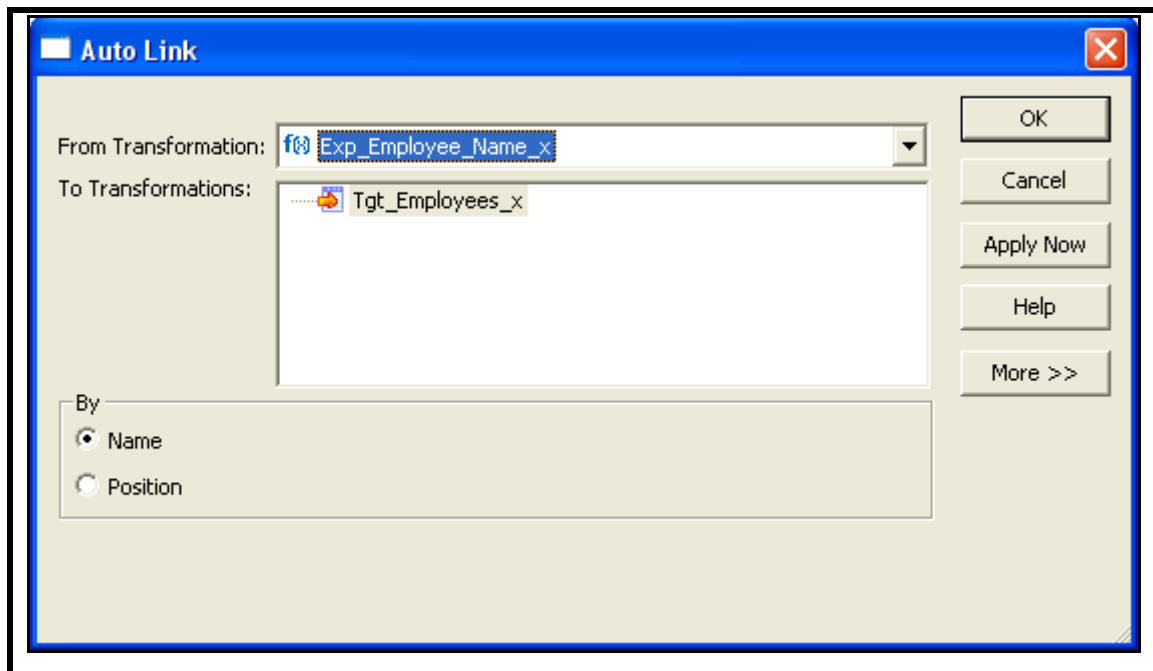 Auto Link
From Transformation: f(x) Exp_Employee_Name_x
To Transformations:
Tgt_Employees_x
By
Name
Position
OK
Cancel
Apply Now
Help
More >>